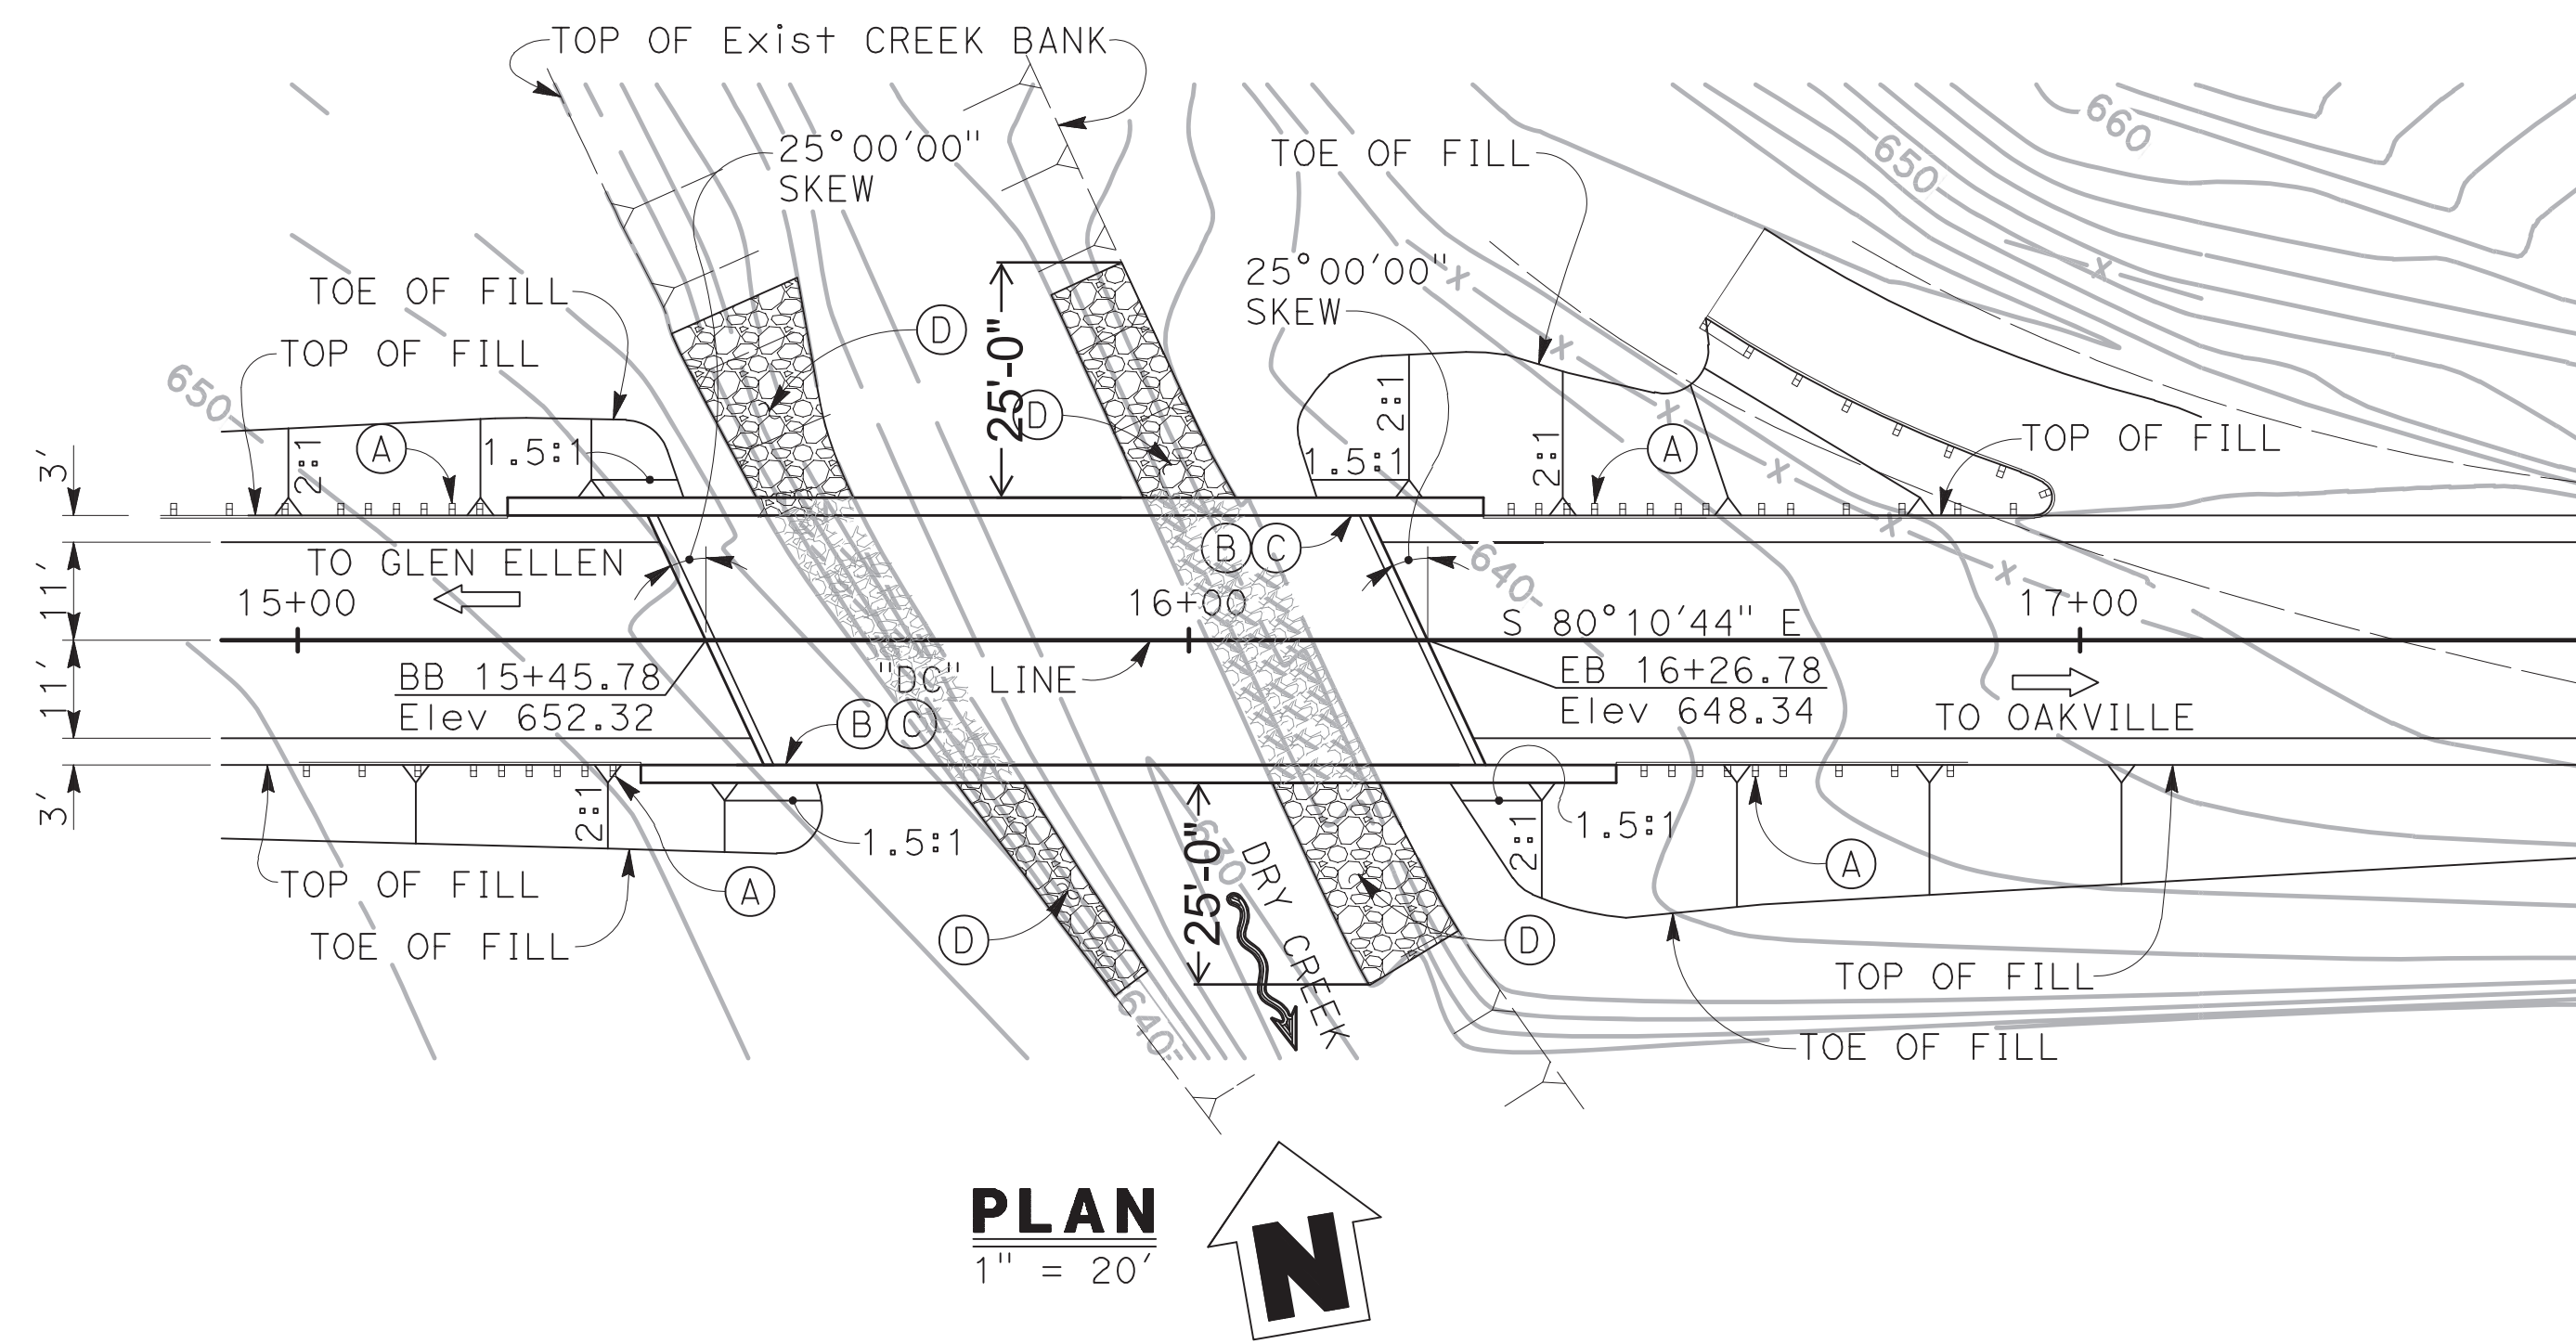 TOP OF Exist CREEK BANK
25°00'00"
SKEW
TOE OF FILL
660
650
25°00'00"
SKEW
TOE OF FILL
TOP OF FILL
650
D
25'-0"
D
2:1
1.5:1
2:1
A
1.5:1
2:1
A
TOP OF FILL
3'
11'
11'
3'
TO GLEN ELLEN
B C
640
15+00
16+00
17+00
S 80°10'44" E
BB 15+45.78
Elev 652.32
"DC" LINE
EB 16+26.78
Elev 648.34
TO OAKVILLE
B C
2:1
1.5:1
2:1
1.5:1
A
A
TOP OF FILL
TOE OF FILL
D
25'-0"
630
DRY CREEK
D
TOP OF FILL
TOE OF FILL
640
x x x x x x x
PLAN
1" = 20'
N